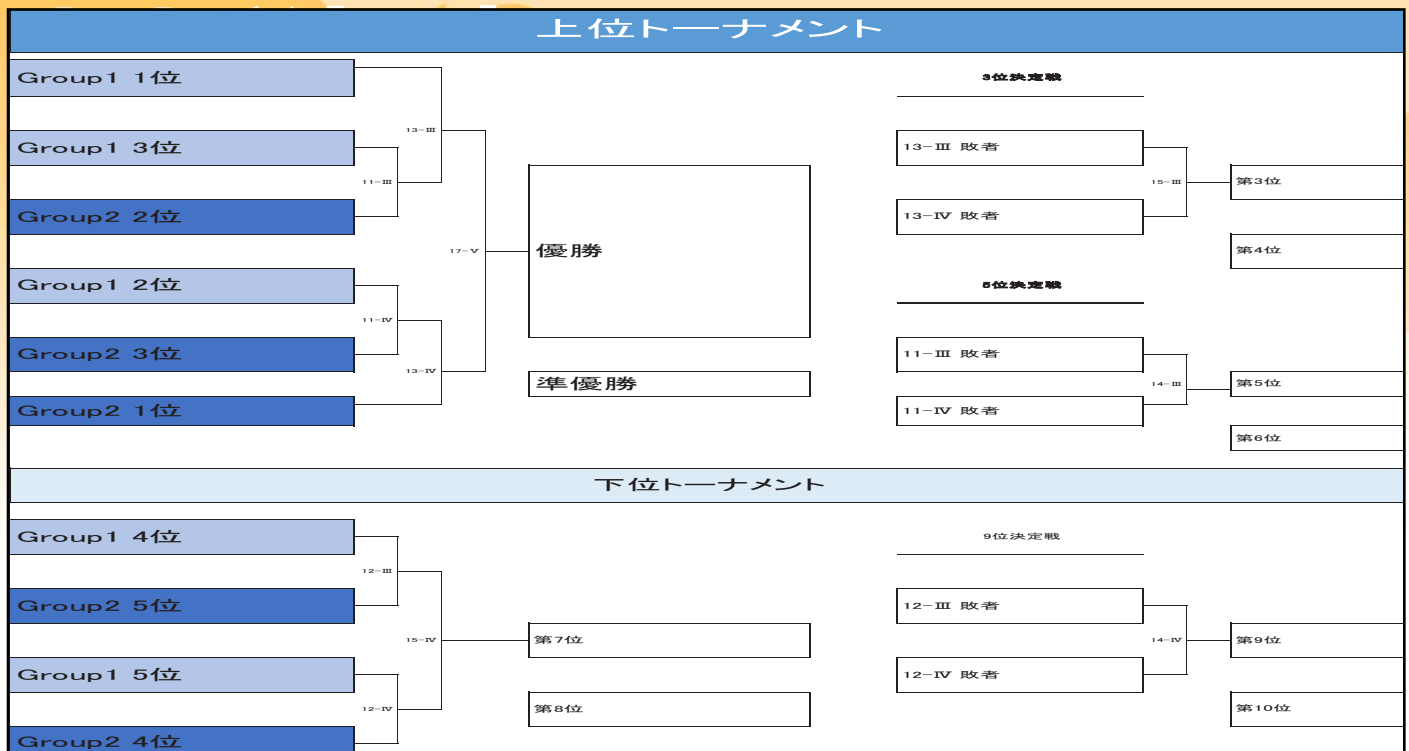 上位トーナメント
Group1 1位
3位決定戦
13-Ⅲ
Group1 3位
13-Ⅲ 敗者
11-Ⅲ
15-Ⅲ
第3位
Group2 2位
13-Ⅳ 敗者
17-Ⅴ
優勝
第4位
Group1 2位
5位決定戦
11-Ⅳ
Group2 3位
11-Ⅲ 敗者
13-Ⅳ
準優勝
14-Ⅲ
第5位
Group2 1位
11-Ⅳ 敗者
第6位
下位トーナメント
Group1 4位
9位決定戦
12-Ⅲ
Group2 5位
12-Ⅲ 敗者
15-Ⅳ
第7位
14-Ⅳ
第9位
Group1 5位
12-Ⅳ 敗者
12-Ⅳ
第8位
第10位
Group2 4位